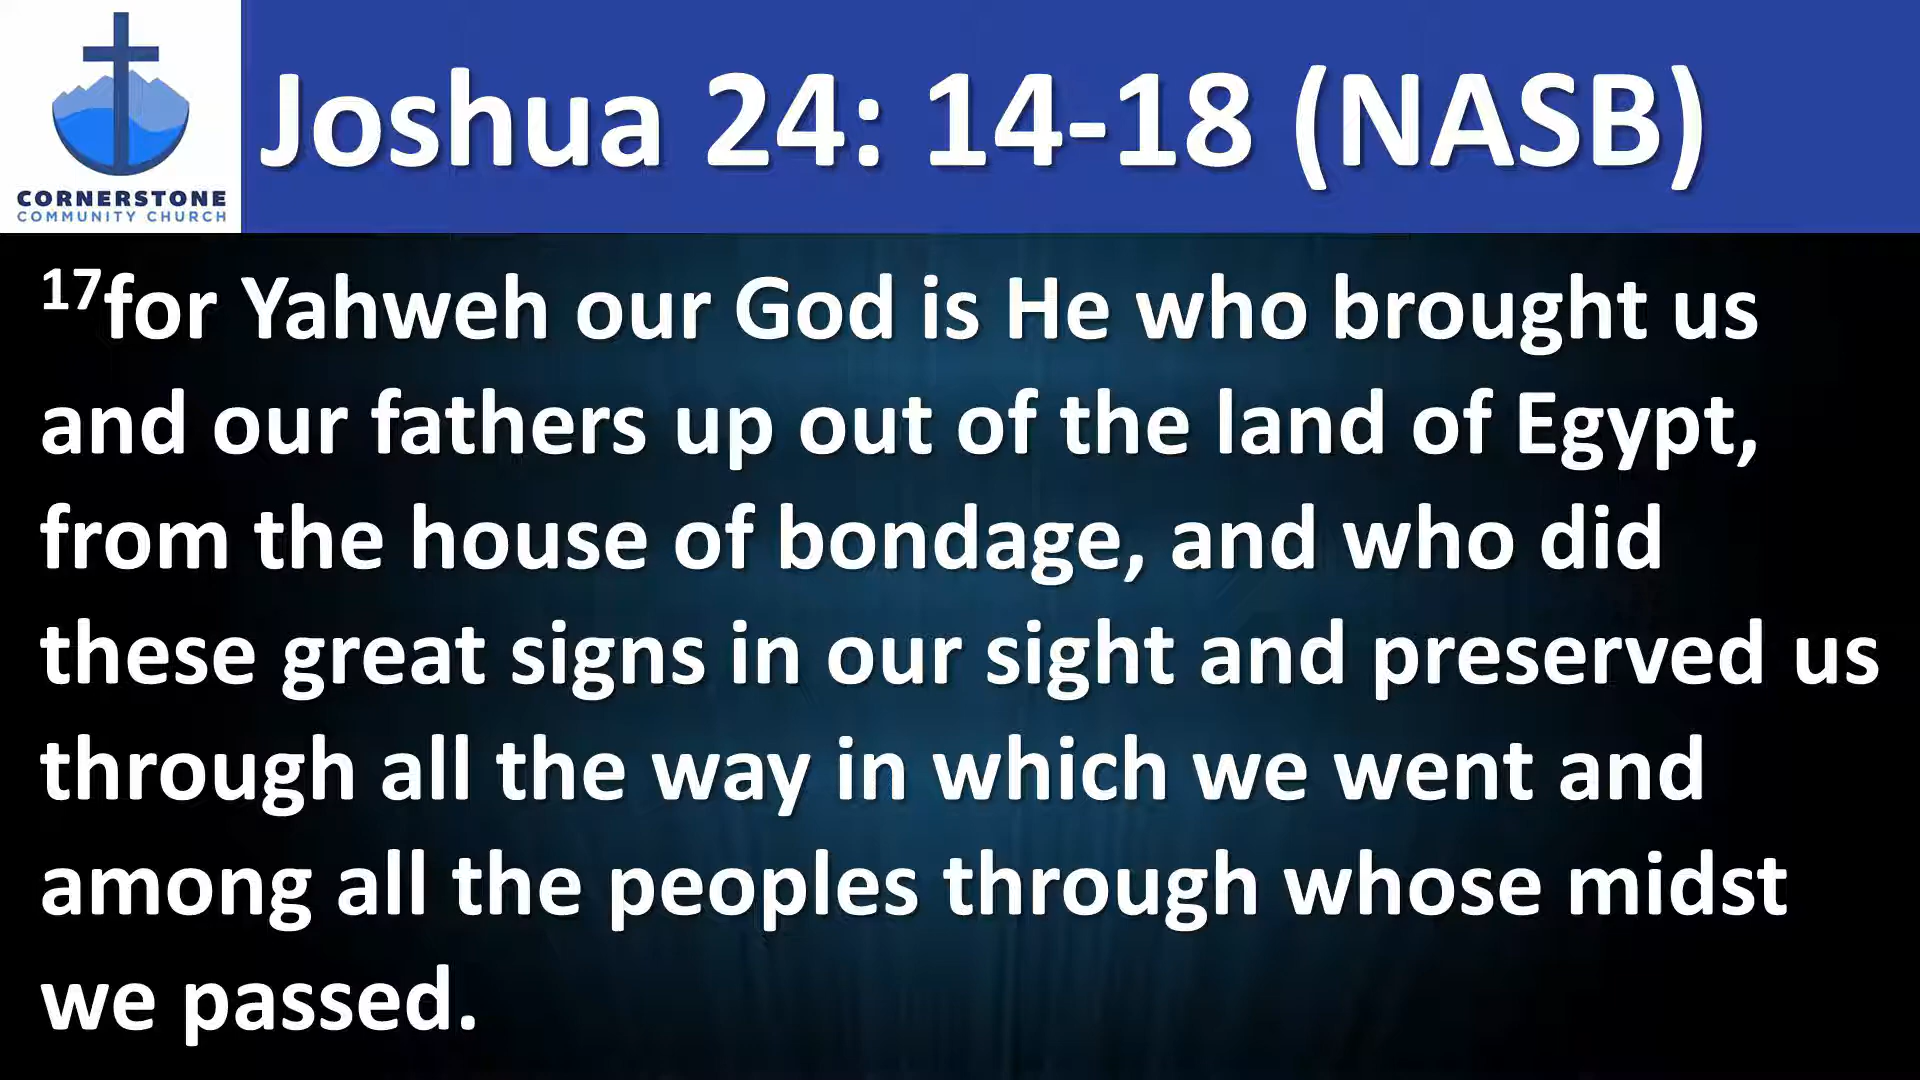 CORNERSTONE
COMMUNITY CHURCH
Joshua 24: 14-18 (NASB)
17for Yahweh our God is He who brought us
and our fathers up out of the land of Egypt,
from the house of bondage, and who did
these great signs in our sight and preserved us
through all the way in which we went and
among all the peoples through whose midst
we passed.